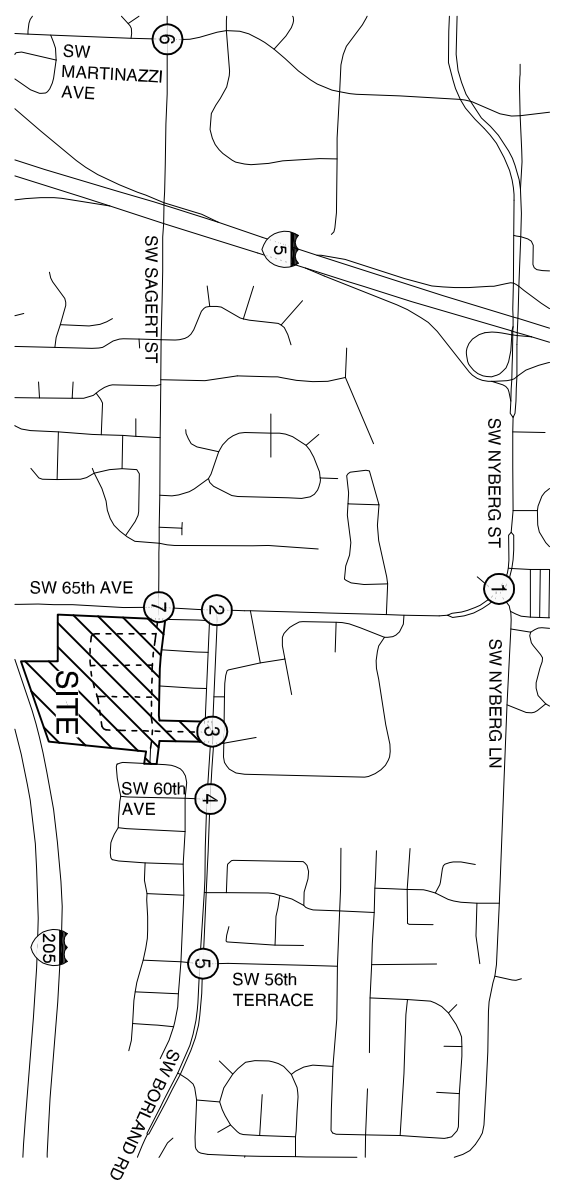 6
SW
MARTINAZZI
AVE
5
SW SAGERT ST
SW NYBERG ST
1
SW 65th AVE
7
2
SW NYBERG LN
SITE
3
SW 60th
AVE
4
205
5
SW 56th
TERRACE
SW BORLAND RD